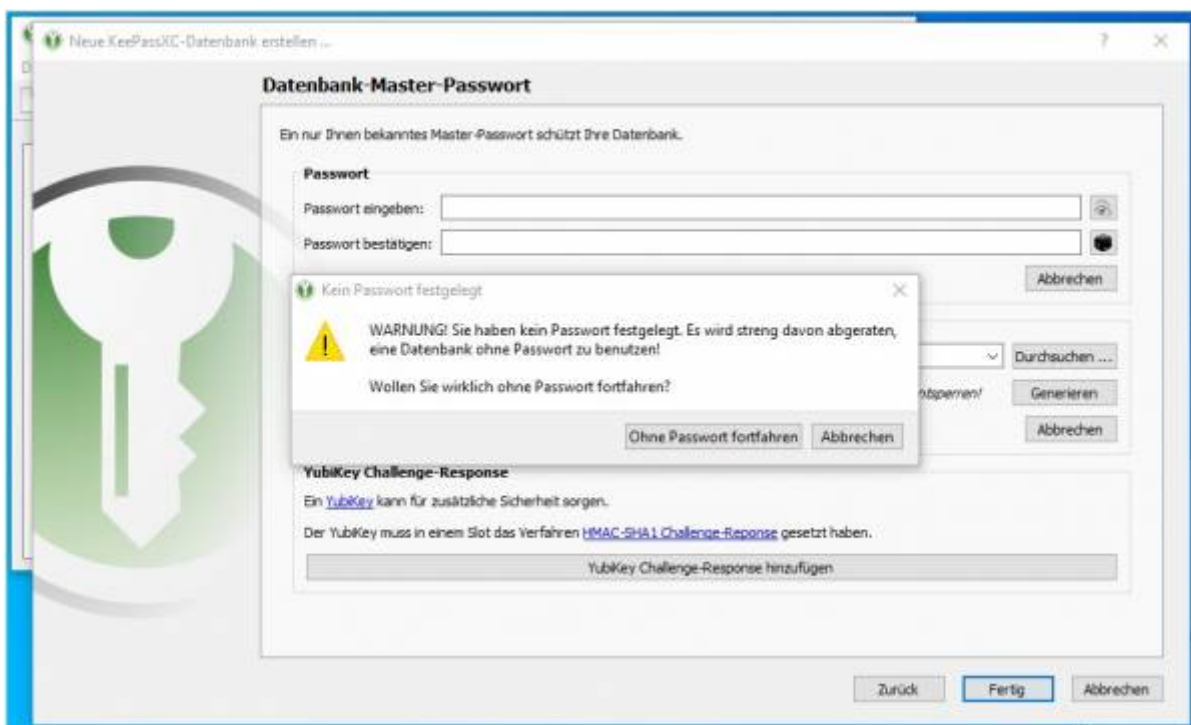 Neue KeePassXC-Datenbank erstellen ...
Datenbank-Master-Passwort
Ein nur Ihnen bekanntes Master-Passwort schützt Ihre Datenbank.
Passwort
Passwort eingeben:
Passwort bestätigen:
Abbrechen
Kein Passwort festgelegt
WARNUNG! Sie haben kein Passwort festgelegt. Es wird streng davon abgeraten,
eine Datenbank ohne Passwort zu benutzen!
Wollen Sie wirklich ohne Passwort fortfahren?
Ohne Passwort fortfahren Abbrechen
Durchsuchen ...
ntsperren! Generieren
Abbrechen
YubiKey Challenge-Response
Ein YubiKey kann für zusätzliche Sicherheit sorgen.
Der YubiKey muss in einem Slot das Verfahren HMAC-SHA1 Challenge-Reponse gesetzt haben.
YubiKey Challenge-Response hinzufügen
Zurück Fertig Abbrechen